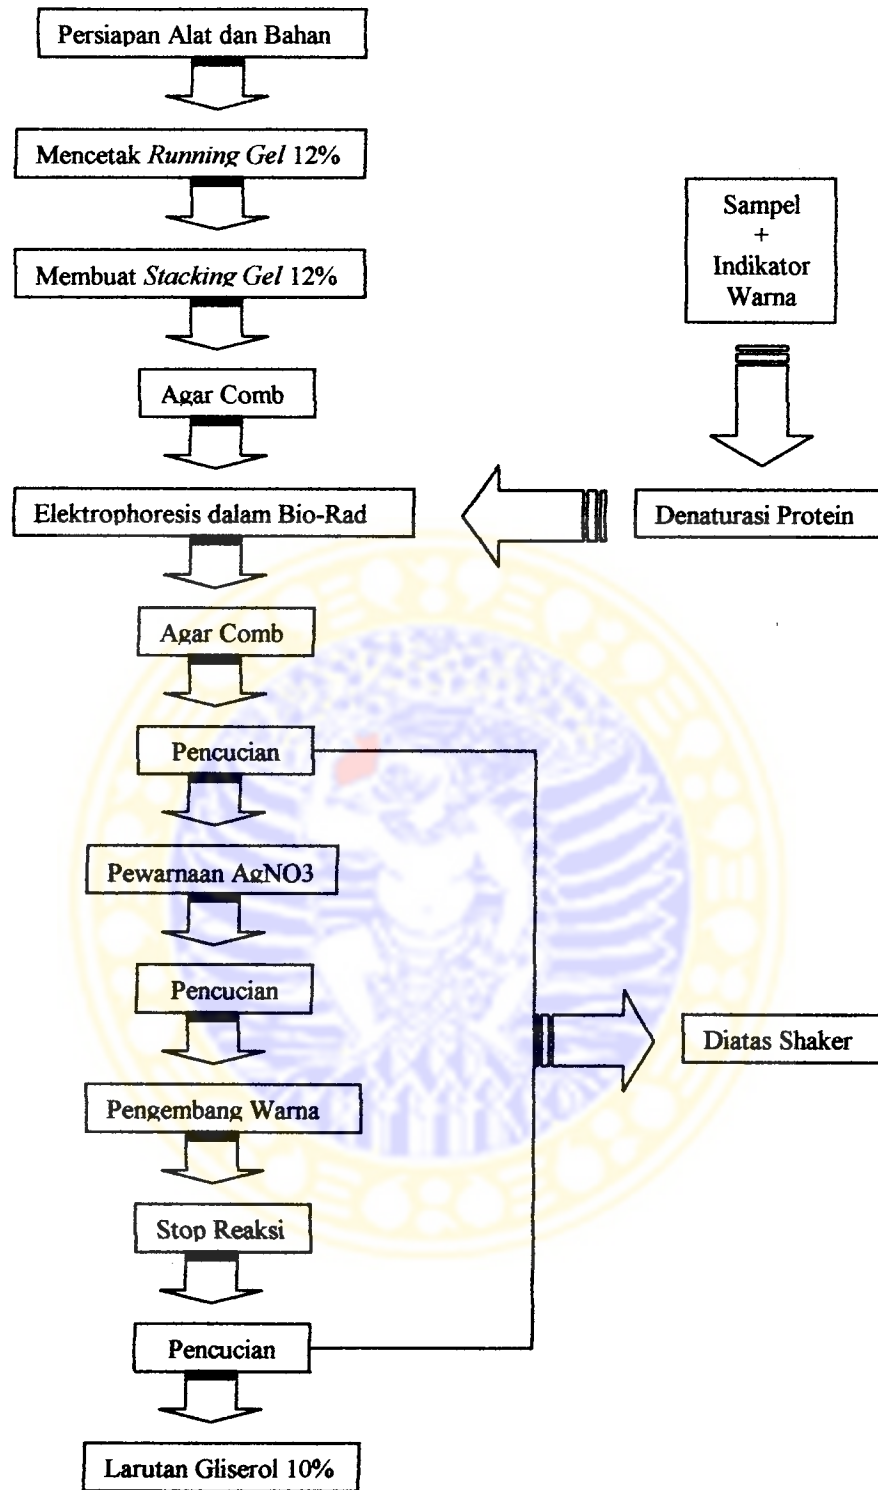 Persiapan Alat dan Bahan
Mencetak Running Gel 12%
Membuat Stacking Gel 12%
Agar Comb
Elektrophoresis dalam Bio-Rad
Sampel
+
Indikator
Warna
Denaturasi Protein
Agar Comb
Pencucian
Pewarnaan AgNO3
Pencucian
Pengembang Warna
Stop Reaksi
Pencucian
Diatas Shaker
Larutan Gliserol 10%